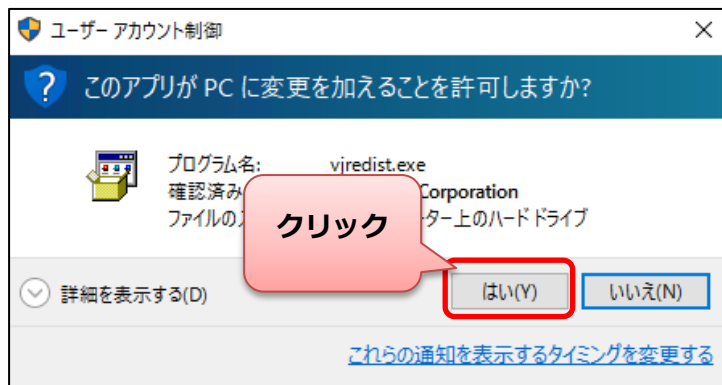 ユーザー アカウント制御
このアプリが PC に変更を加えることを許可しますか?
プログラム名: vjredist.exe
確認済み Corporation
ファイルの ター上のハード ドライブ
クリック
詳細を表示する(D)
はい(Y)
いいえ(N)
これらの通知を表示するタイミングを変更する